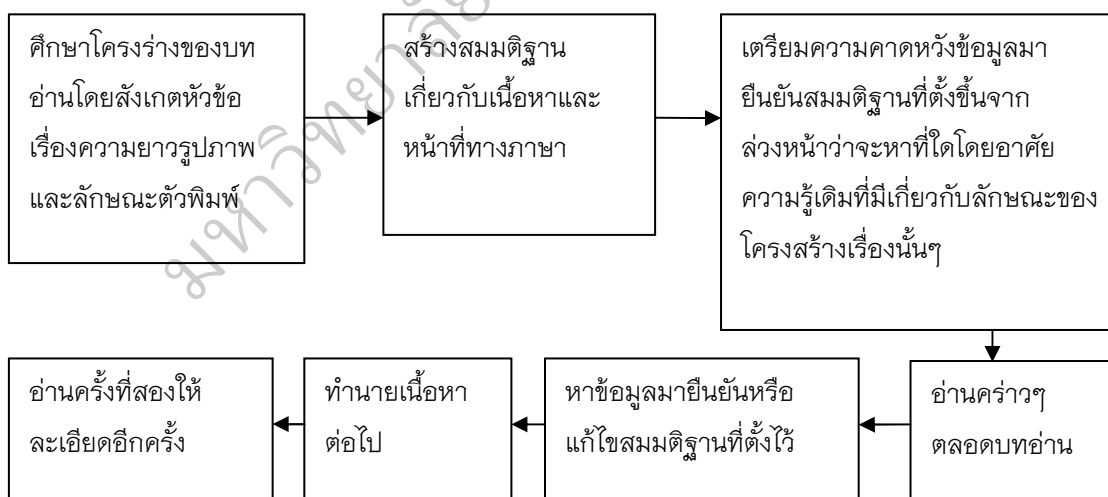 ศึกษาโครงร่างของบท
อ่านโดยสังเกตหัวข้อ
เรื่องความยาวรูปภาพ
และลักษณะตัวพิมพ์
สร้างสมมติฐาน
เกี่ยวกับเนื้อหาและ
หน้าที่ทางภาษา
เตรียมความคาดหวังข้อมูลมา
ยืนยันสมมติฐานที่ตั้งขึ้นจาก
ล่วงหน้าว่าจะหาที่ใดโดยอาศัย
ความรู้เดิมที่มีเกี่ยวกับลักษณะของ
โครงสร้างเรื่องนั้นๆ
อ่านคร่าวๆ
ตลอดบทอ่าน
หาข้อมูลมายืนยันหรือ
แก้ไขสมมติฐานที่ตั้งไว้
ทำนายเนื้อหา
ต่อไป
อ่านครั้งที่สองให้
ละเอียดอีกครั้ง
มหาวิทยาลัย